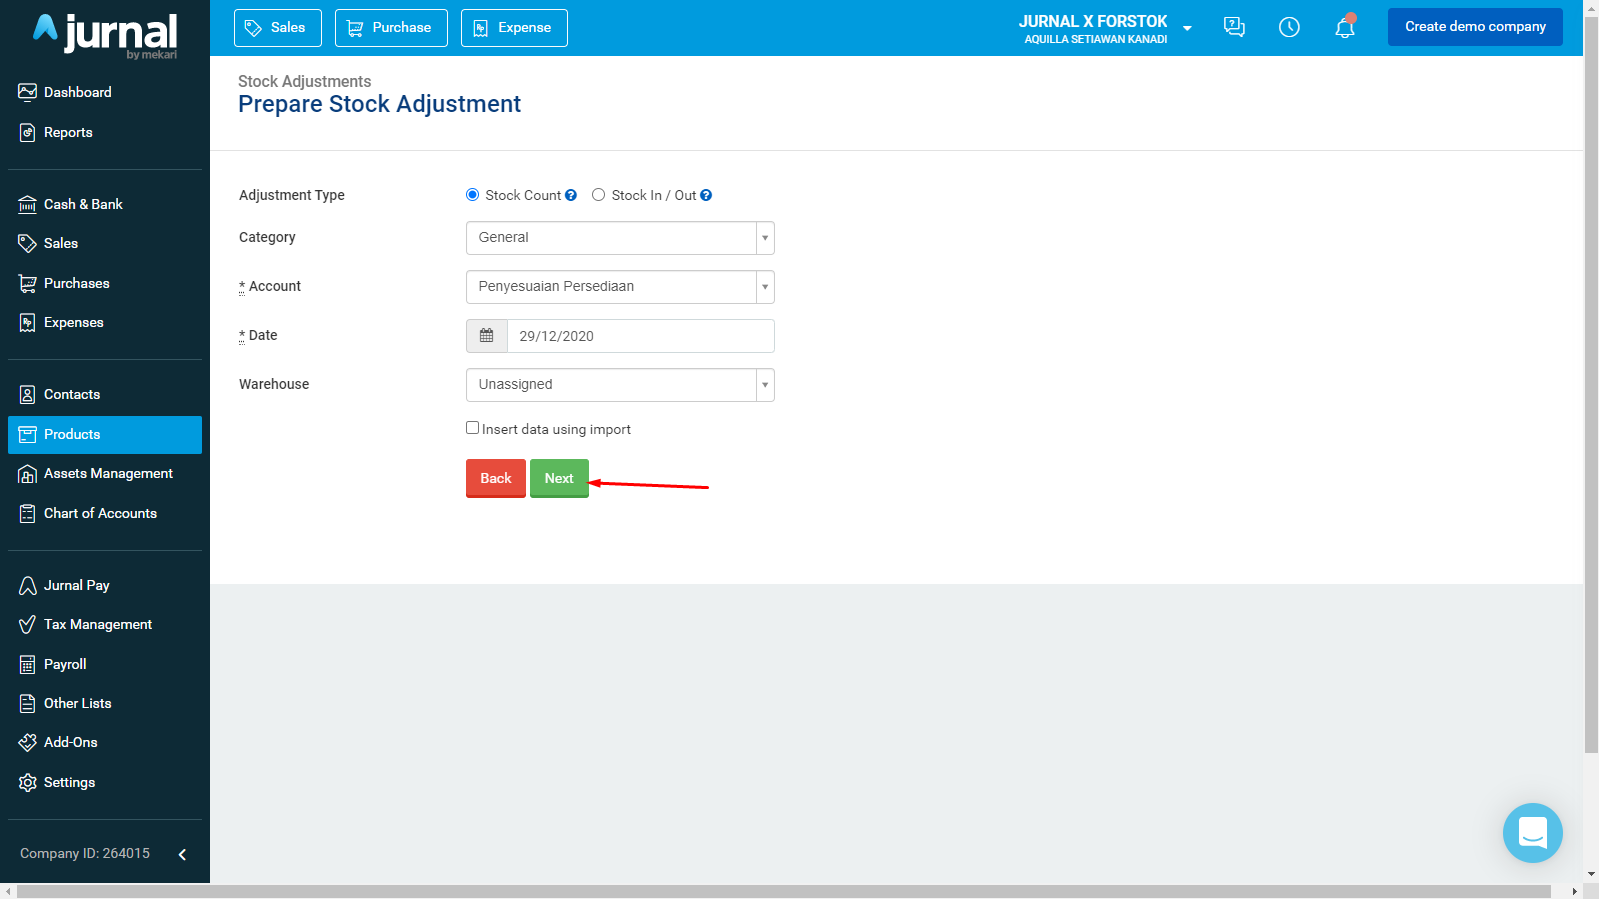 jurnal
by mekari
Dashboard
Reports
Cash & Bank
Sales
Purchases
Expenses
Contacts
Products
Assets Management
Chart of Accounts
Jurnal Pay
Tax Management
Payroll
Other Lists
Add-Ons
Settings
Company ID: 264015
Sales
Purchase
Expense
JURNAL X FORSTOK
AQUILLA SETIAWAN KANADI
Create demo company
Stock Adjustments
Prepare Stock Adjustment
Adjustment Type
Stock Count ? Stock In / Out ?
Category
General
* Account
Penyesuaian Persediaan
* Date
29/12/2020
Warehouse
Unassigned
Insert data using import
Back
Next